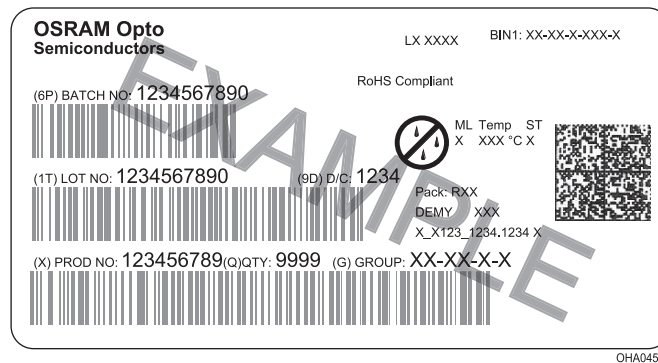 OSRAM Opto
Semiconductors
LX XXXX
BIN1: XX-XX-X-XXX-X
RoHS Compliant
(6P) BATCH NO: 1234567890
ML Temp ST
X XXX °C X
(1T) LOT NO: 1234567890 (9D) D/C: 1234
Pack: RXX
DEMY XXX
X_X123_1234.1234 X
(X) PROD NO: 123456789(Q)QTY: 9999 (G) GROUP: XX-XX-X-X
EXAMPLE
OHA045